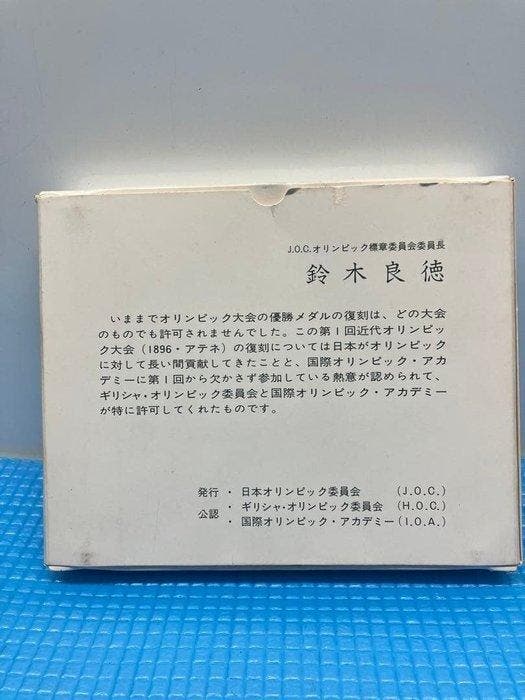 J.O.C.オリンピック標章委員会委員長
鈴木良徳
いままでオリンピック大会の優勝メダルの復刻は、どの大会
のものでも許可されませんでした。この第1回近代オリンピッ
ク大会(1896・アテネ)の復刻については日本がオリンピック
に対して長い間貢献してきたことと、国際オリンピック・アカ
デミーに第1回から欠かさず参加している熱意が認められて、
ギリシャ・オリンピック委員会と国際オリンピック・アカデミー
が特に許可してくれたものです。
発行・日本オリンピック委員会 (J.O.C.)
公認・ギリシャ・オリンピック委員会 (H.O.C.)
・国際オリンピック・アカデミー(I.O.A.)